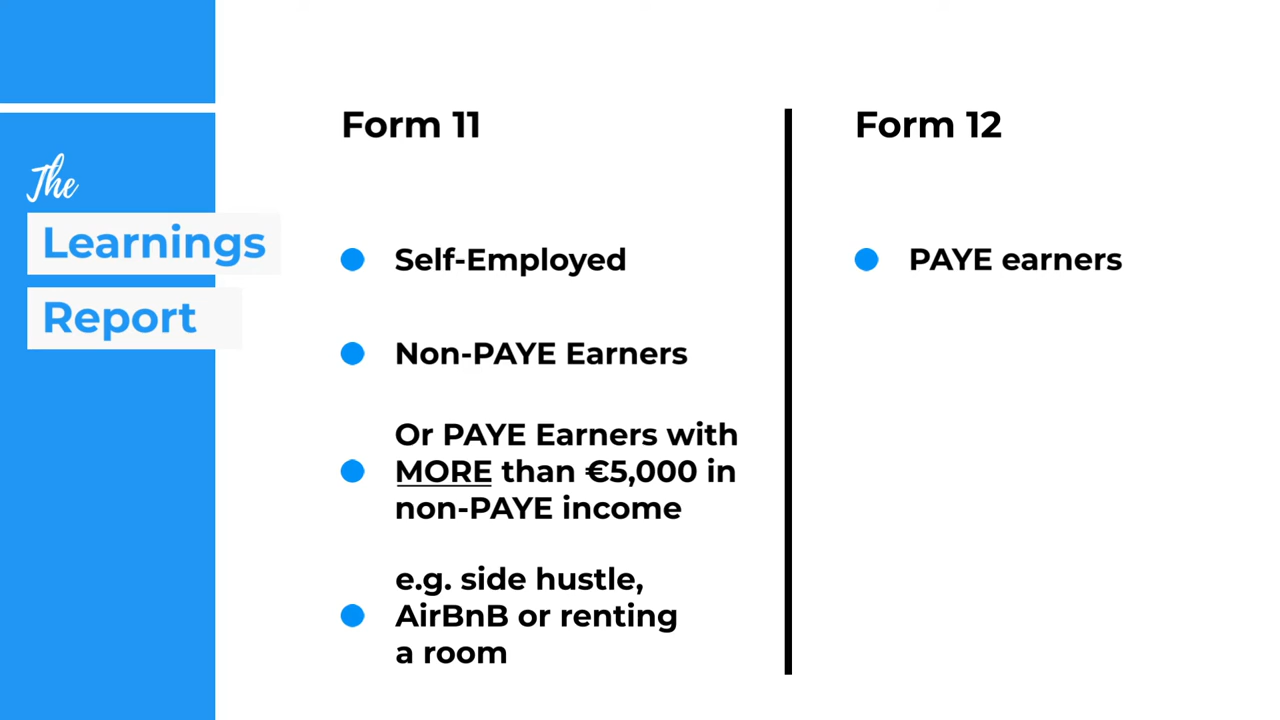 The
Learnings
Report
Form 11
Self-Employed
Non-PAYE Earners
Or PAYE Earners with
MORE than €5,000 in
non-PAYE income
e.g. side hustle,
AirBnB or renting
a room
Form 12
PAYE earners